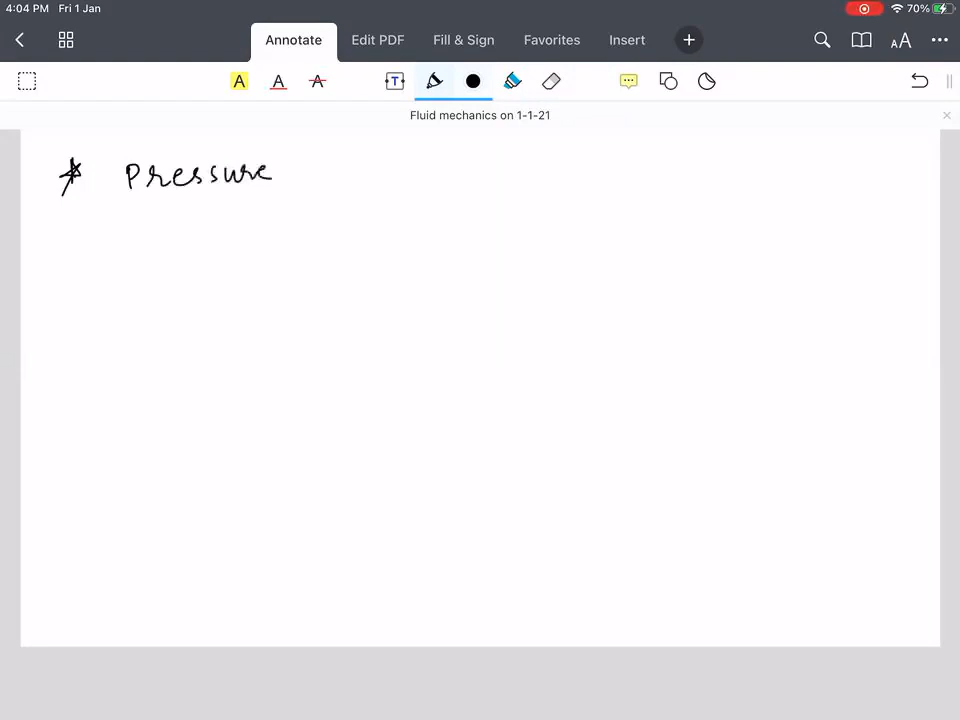 4:04 PM Fri 1 Jan 70%
Annotate Edit PDF Fill & Sign Favorites Insert
A A A T
Fluid mechanics on 1-1-21
* Pressure